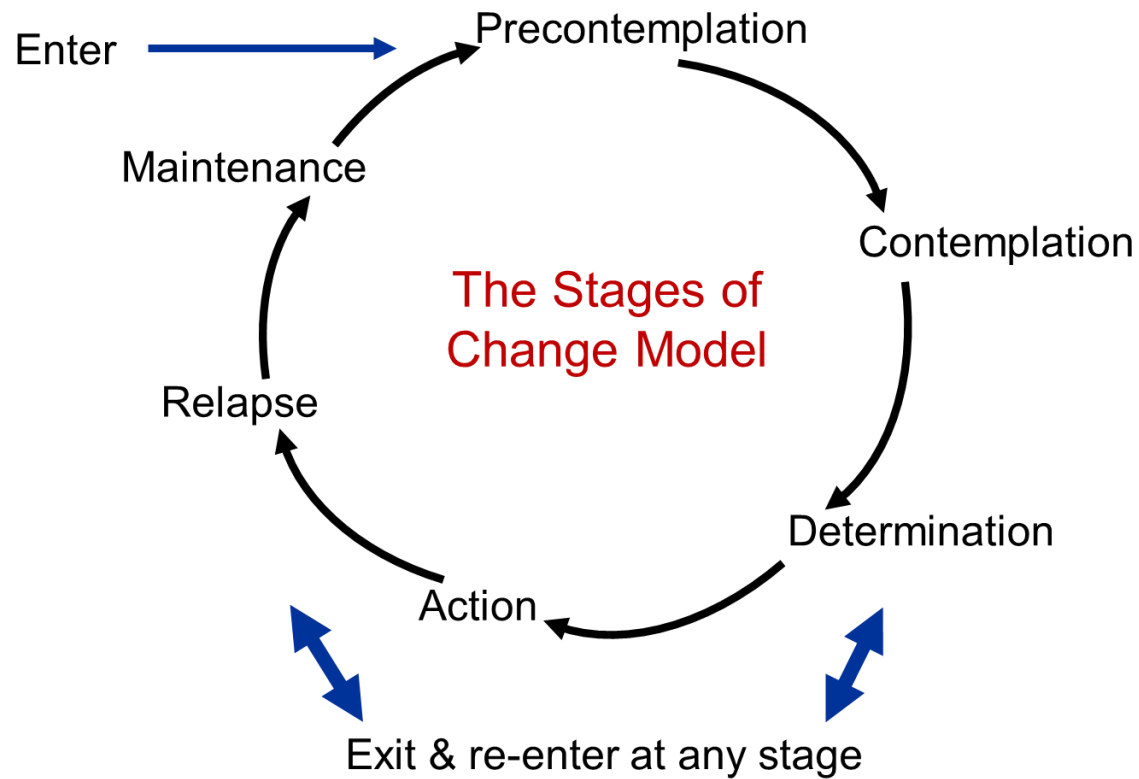 Enter
Precontemplation
Maintenance
Contemplation
The Stages of
Change Model
Relapse
Determination
Action
Exit & re-enter at any stage